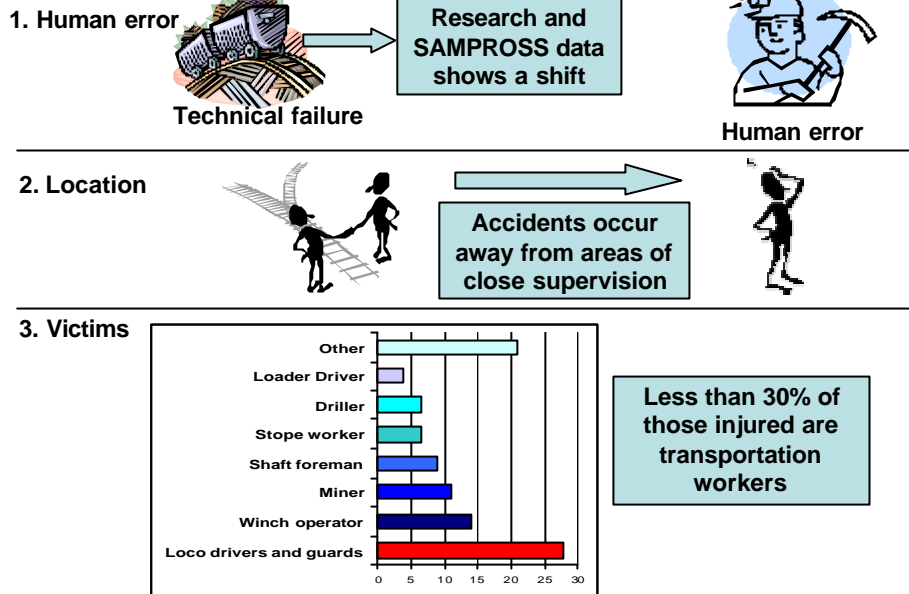 1. Human error
Research and
SAMPROSS data
shows a shift
Technical failure
Human error
2. Location
Accidents occur
away from areas of
close supervision
3. Victims
Other
Loader Driver
Driller
Stope worker
Shaft foreman
Miner
Winch operator
Loco drivers and guards
0 5 10 15 20 25 30
Less than 30% of
those injured are
transportation
workers